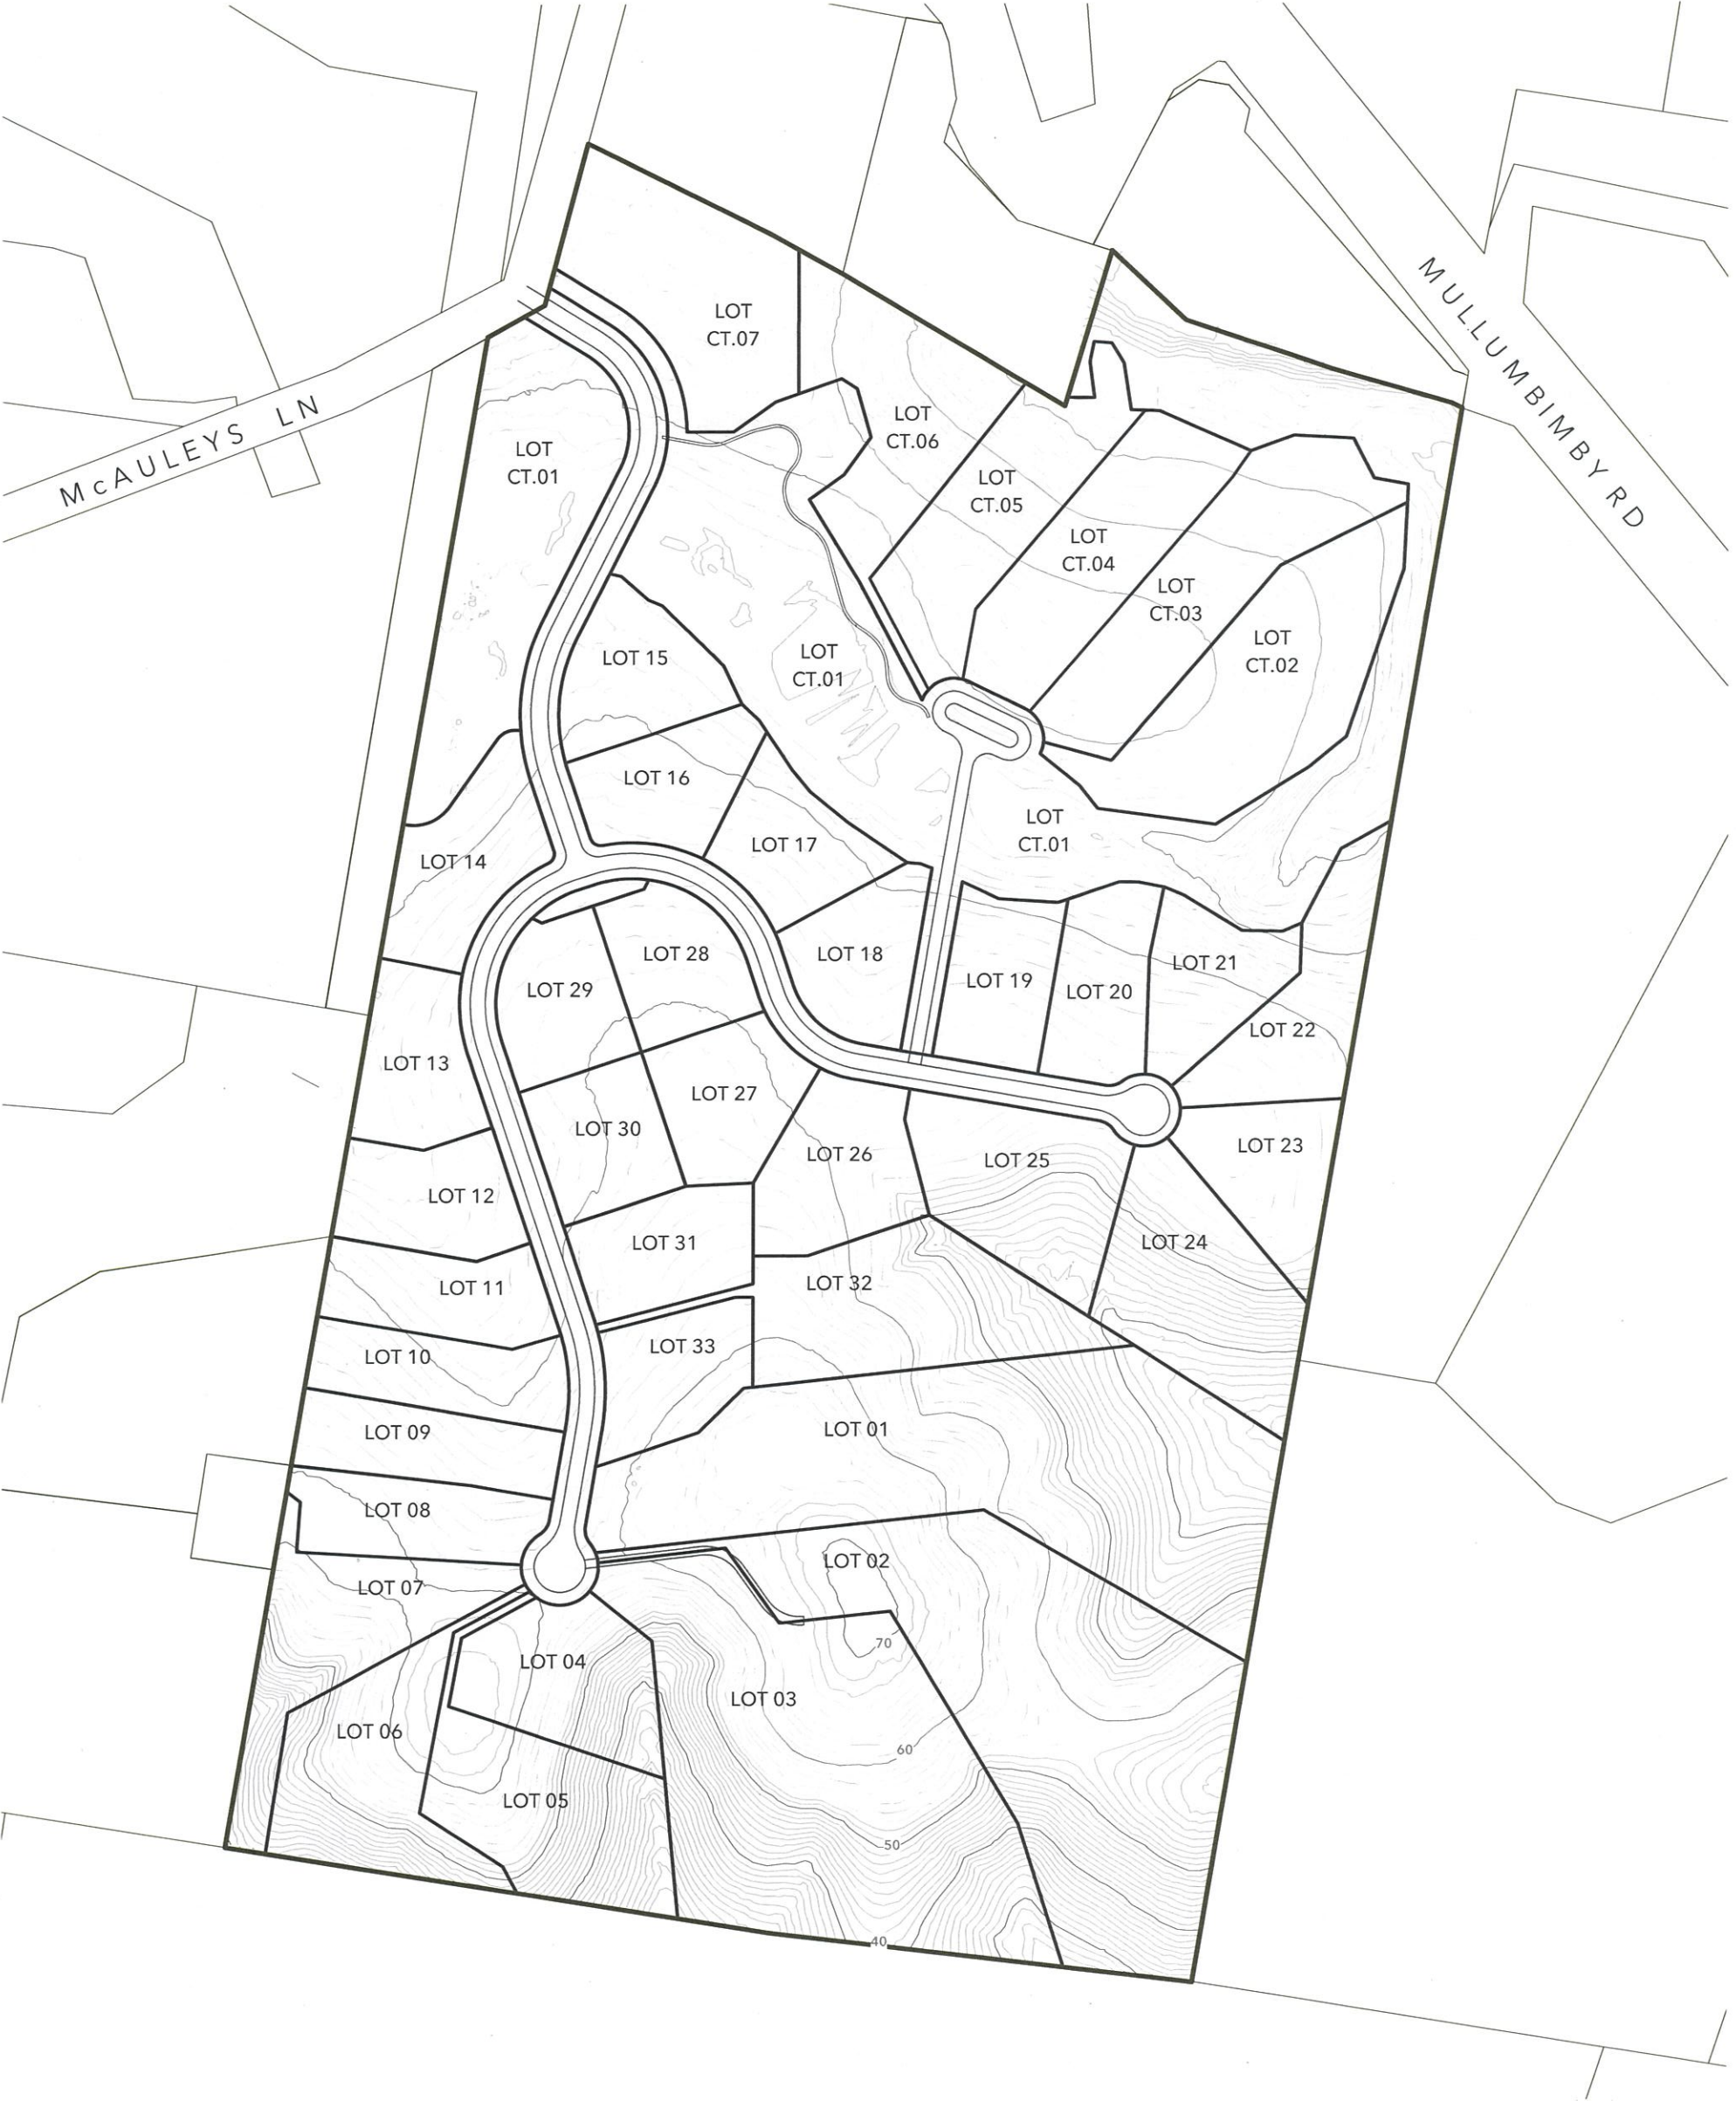 MULLUMBIMBY RD
McAULEYS LN
LOT
CT.07
LOT
CT.06
LOT
CT.01
LOT
CT.05
LOT
CT.04
LOT
CT.03
LOT
CT.02
LOT 15
LOT
CT.01
LOT 16
LOT
CT.01
LOT 17
LOT 14
LOT 28
LOT 18
LOT 21
LOT 29
LOT 19
LOT 20
LOT 22
LOT 13
LOT 27
LOT 30
LOT 23
LOT 26
LOT 25
LOT 12
LOT 31
LOT 24
LOT 11
LOT 32
LOT 33
LOT 10
LOT 01
LOT 09
LOT 08
LOT 02
LOT 07
70
LOT 04
LOT 03
LOT 06
60
LOT 05
50
40